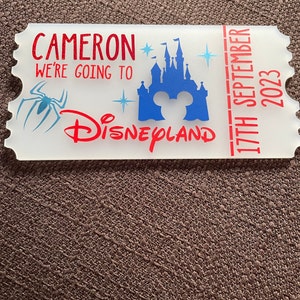 CAMERON
WE'RE GOING TO
DISNEYLAND
17TH SEPTEMBER
2023